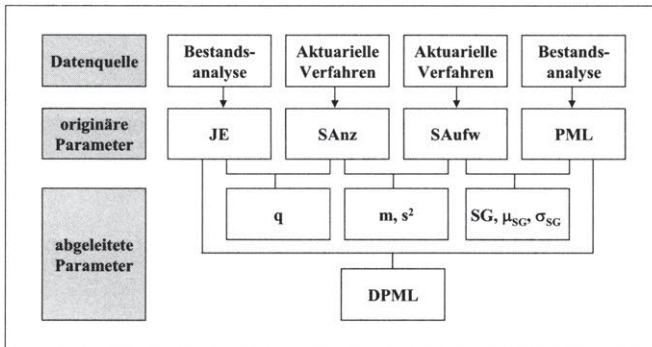 Datenquelle
Bestands-
analyse
Aktuarielle
Verfahren
Aktuarielle
Verfahren
Bestands-
analyse
originäre
Parameter
JE
SAnz
SAufw
PML
abgeleitete
Parameter
q
m, s²
SG, μSG, σSG
DPML